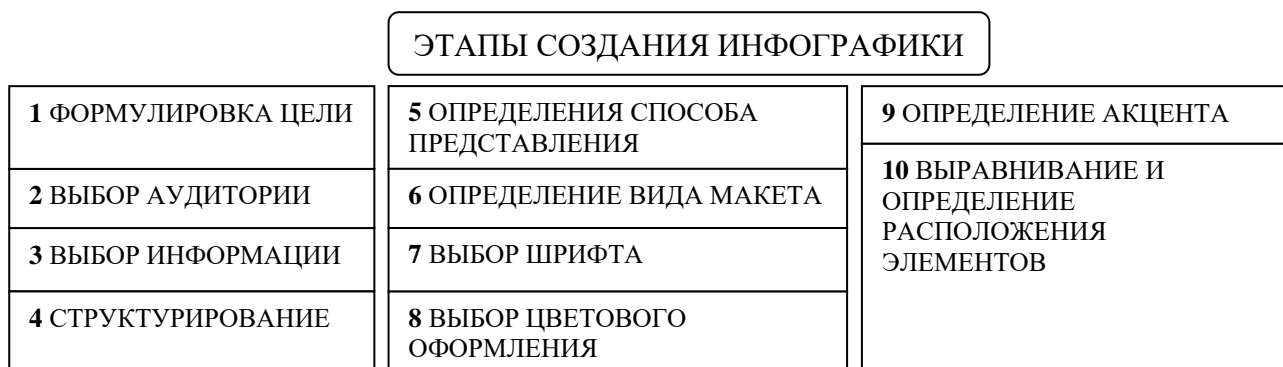 ЭТАПЫ СОЗДАНИЯ ИНФОГРАФИКИ
1 ФОРМУЛИРОВКА ЦЕЛИ
2 ВЫБОР АУДИТОРИИ
3 ВЫБОР ИНФОРМАЦИИ
4 СТРУКТУРИРОВАНИЕ
5 ОПРЕДЕЛЕНИЯ СПОСОБА
ПРЕДСТАВЛЕНИЯ
6 ОПРЕДЕЛЕНИЕ ВИДА МАКЕТА
7 ВЫБОР ШРИФТА
8 ВЫБОР ЦВЕТОВОГО
ОФОРМЛЕНИЯ
9 ОПРЕДЕЛЕНИЕ АКЦЕНТА
10 ВЫРАВНИВАНИЕ И
ОПРЕДЕЛЕНИЕ
РАСПОЛОЖЕНИЯ
ЭЛЕМЕНТОВ